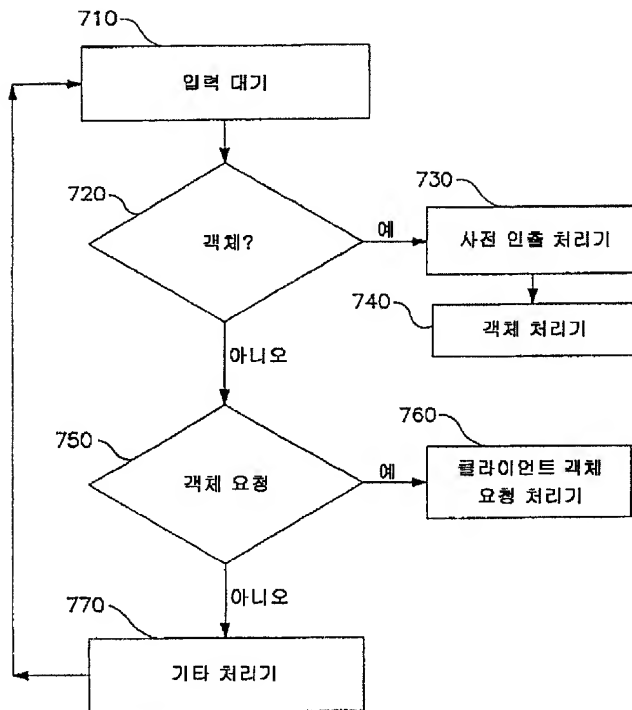 710
입력 대기
720
객체?
예
730
사전 인출 처리기
740
객체 처리기
아니오
750
객체 요청
예
760
클라이언트 객체
요청 처리기
아니오
770
기타 처리기